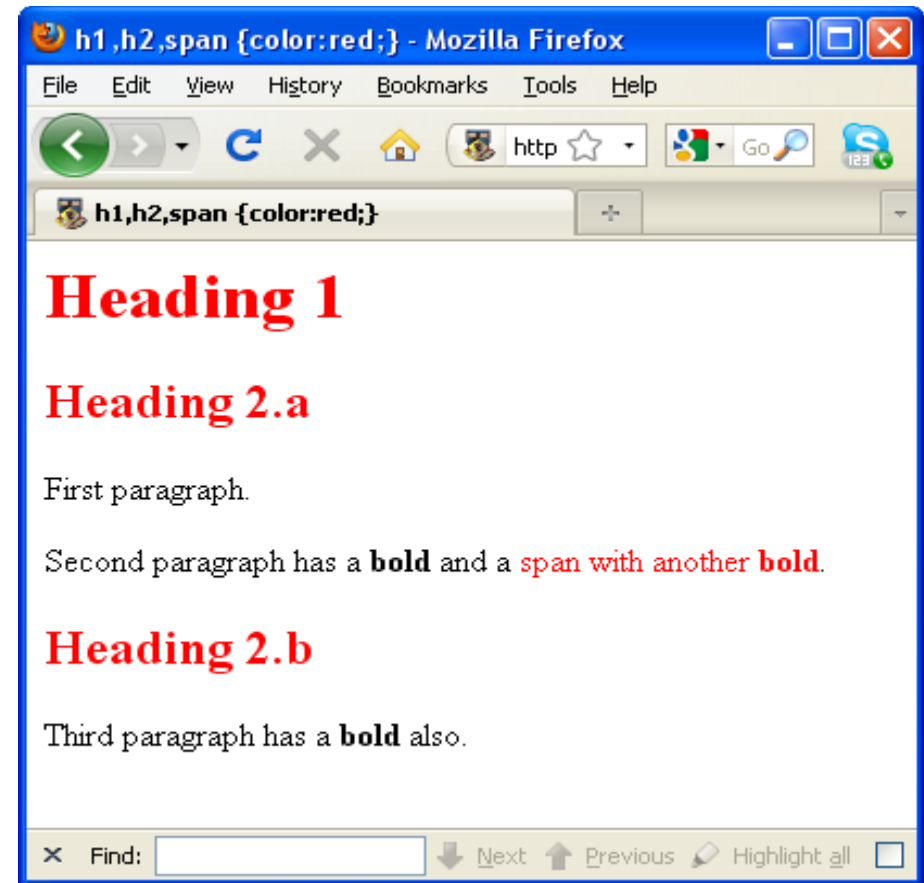 h1,h2,span {color:red;} - Mozilla Firefox
File Edit View History Bookmarks Tools Help
http Go 123
h1,h2,span {color:red;}
Heading 1
Heading 2.a
First paragraph.
Second paragraph has a bold and a span with another bold.
Heading 2.b
Third paragraph has a bold also.
× Find: Next Previous Highlight all